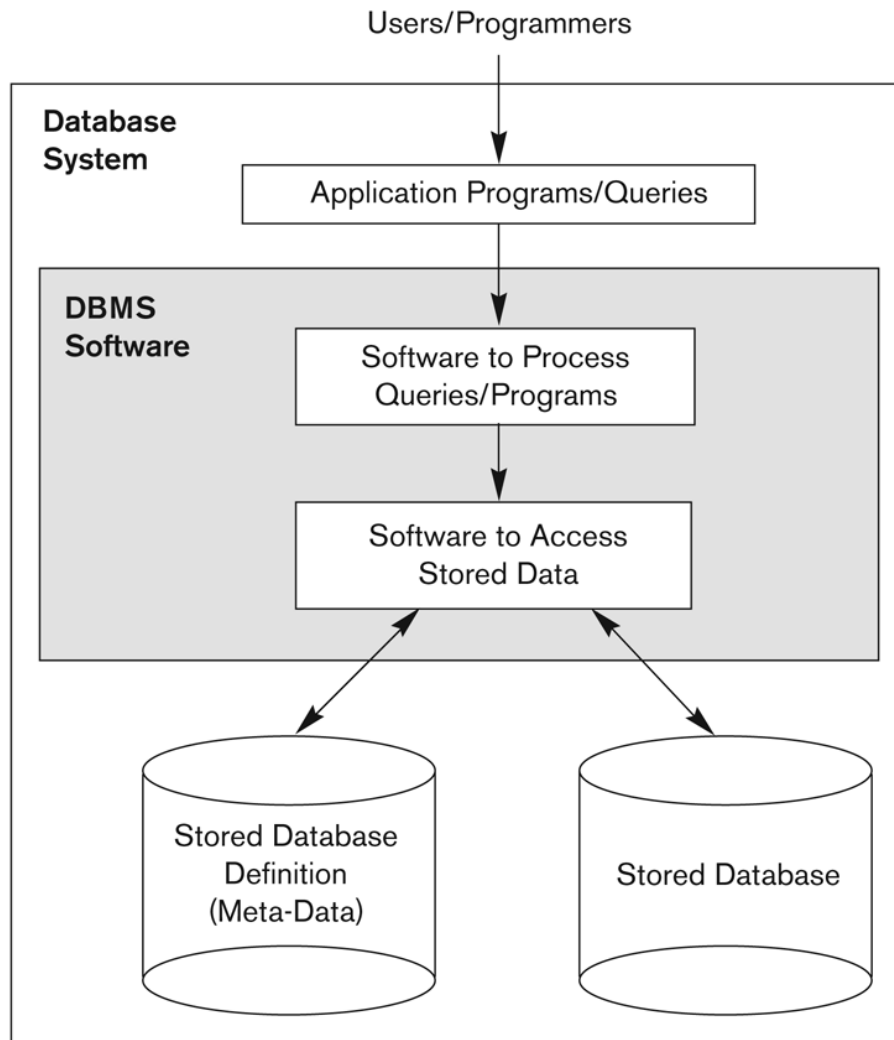 Users/Programmers
Database
System
Application Programs/Queries
DBMS
Software
Software to Process
Queries/Programs
Software to Access
Stored Data
Stored Database
Definition
(Meta-Data)
Stored Database